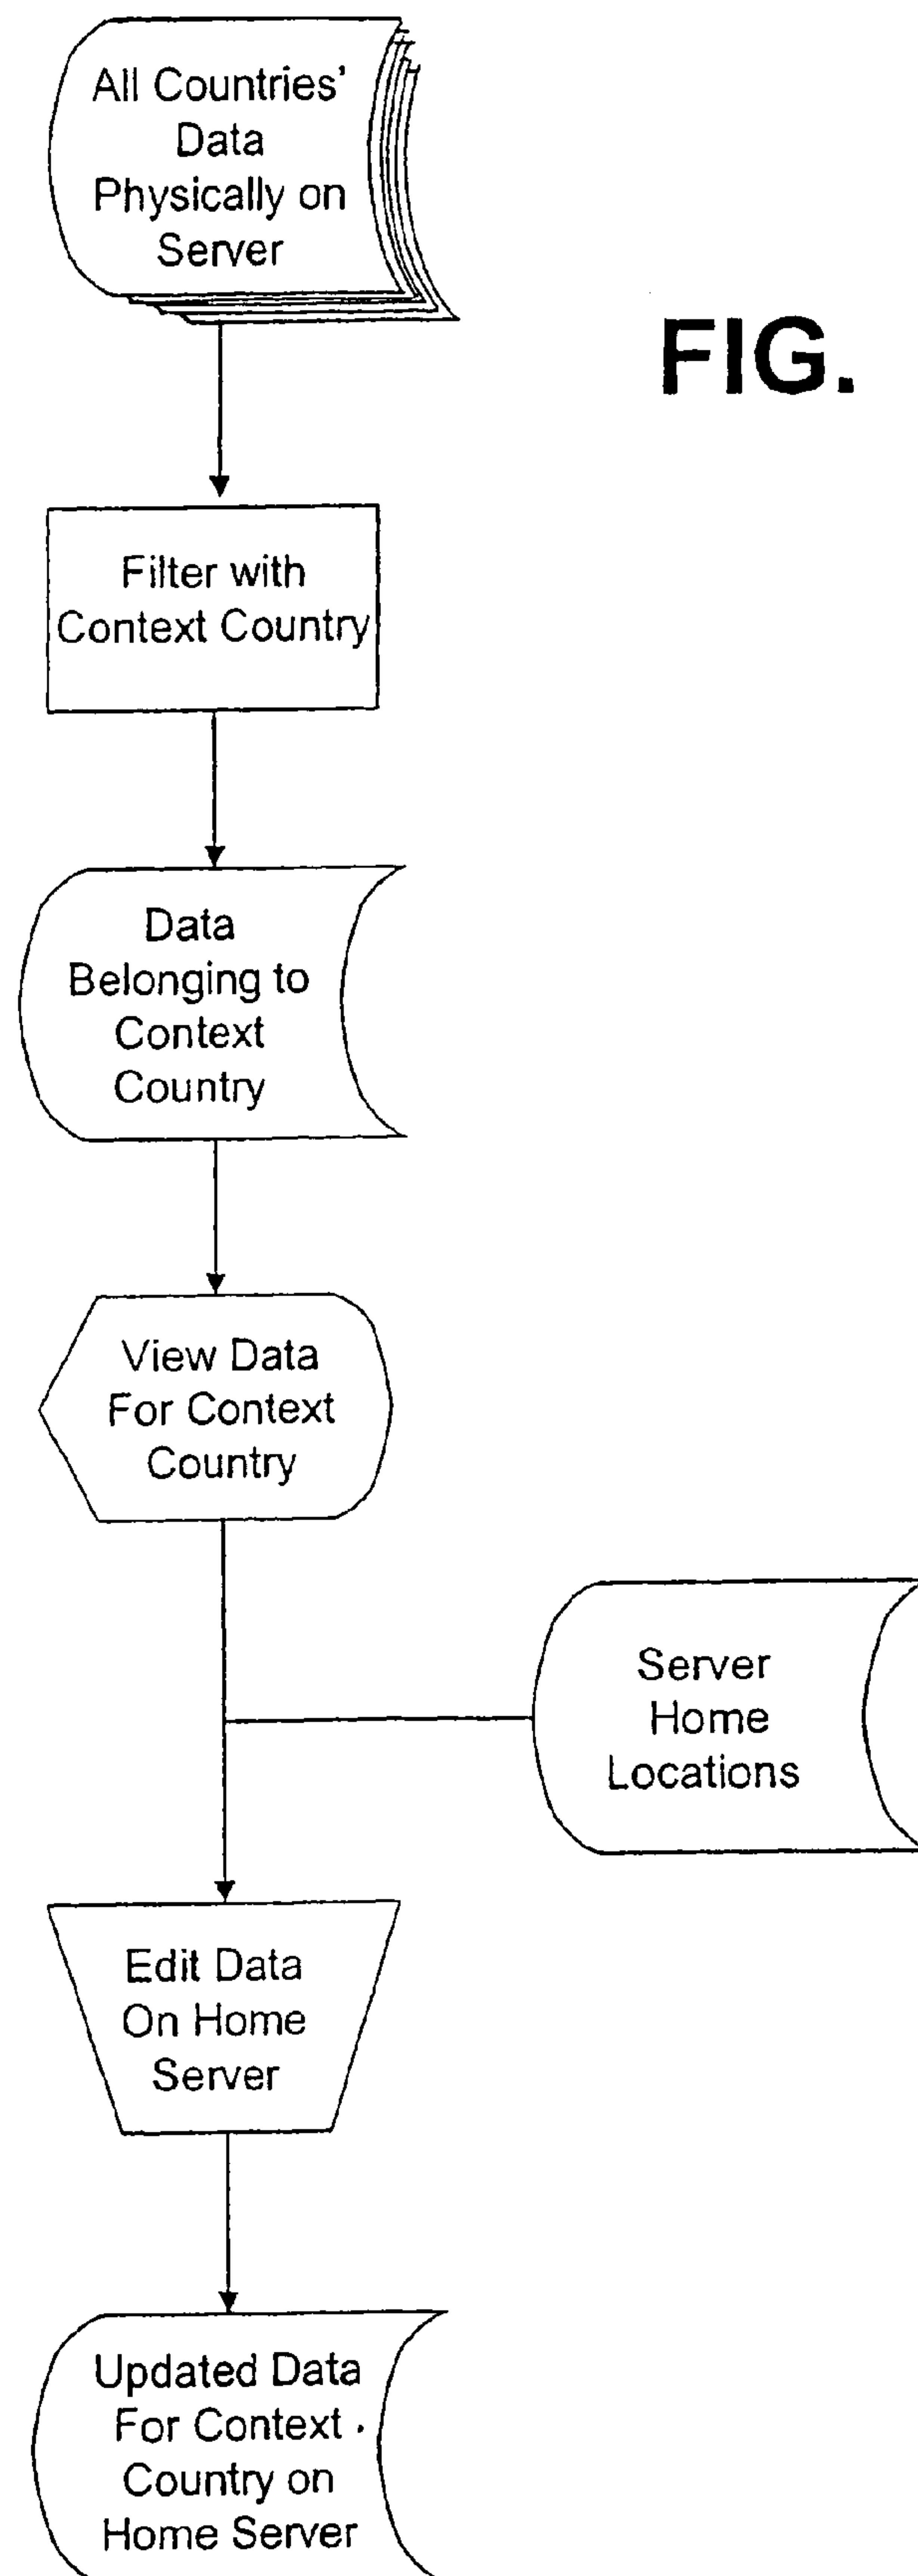 All Countries'
Data
Physically on
Server
FIG.
Filter with
Context Country
Data
Belonging to
Context
Country
View Data
For Context
Country
Server
Home
Locations
Edit Data
On Home
Server
Updated Data
For Context
Country on
Home Server